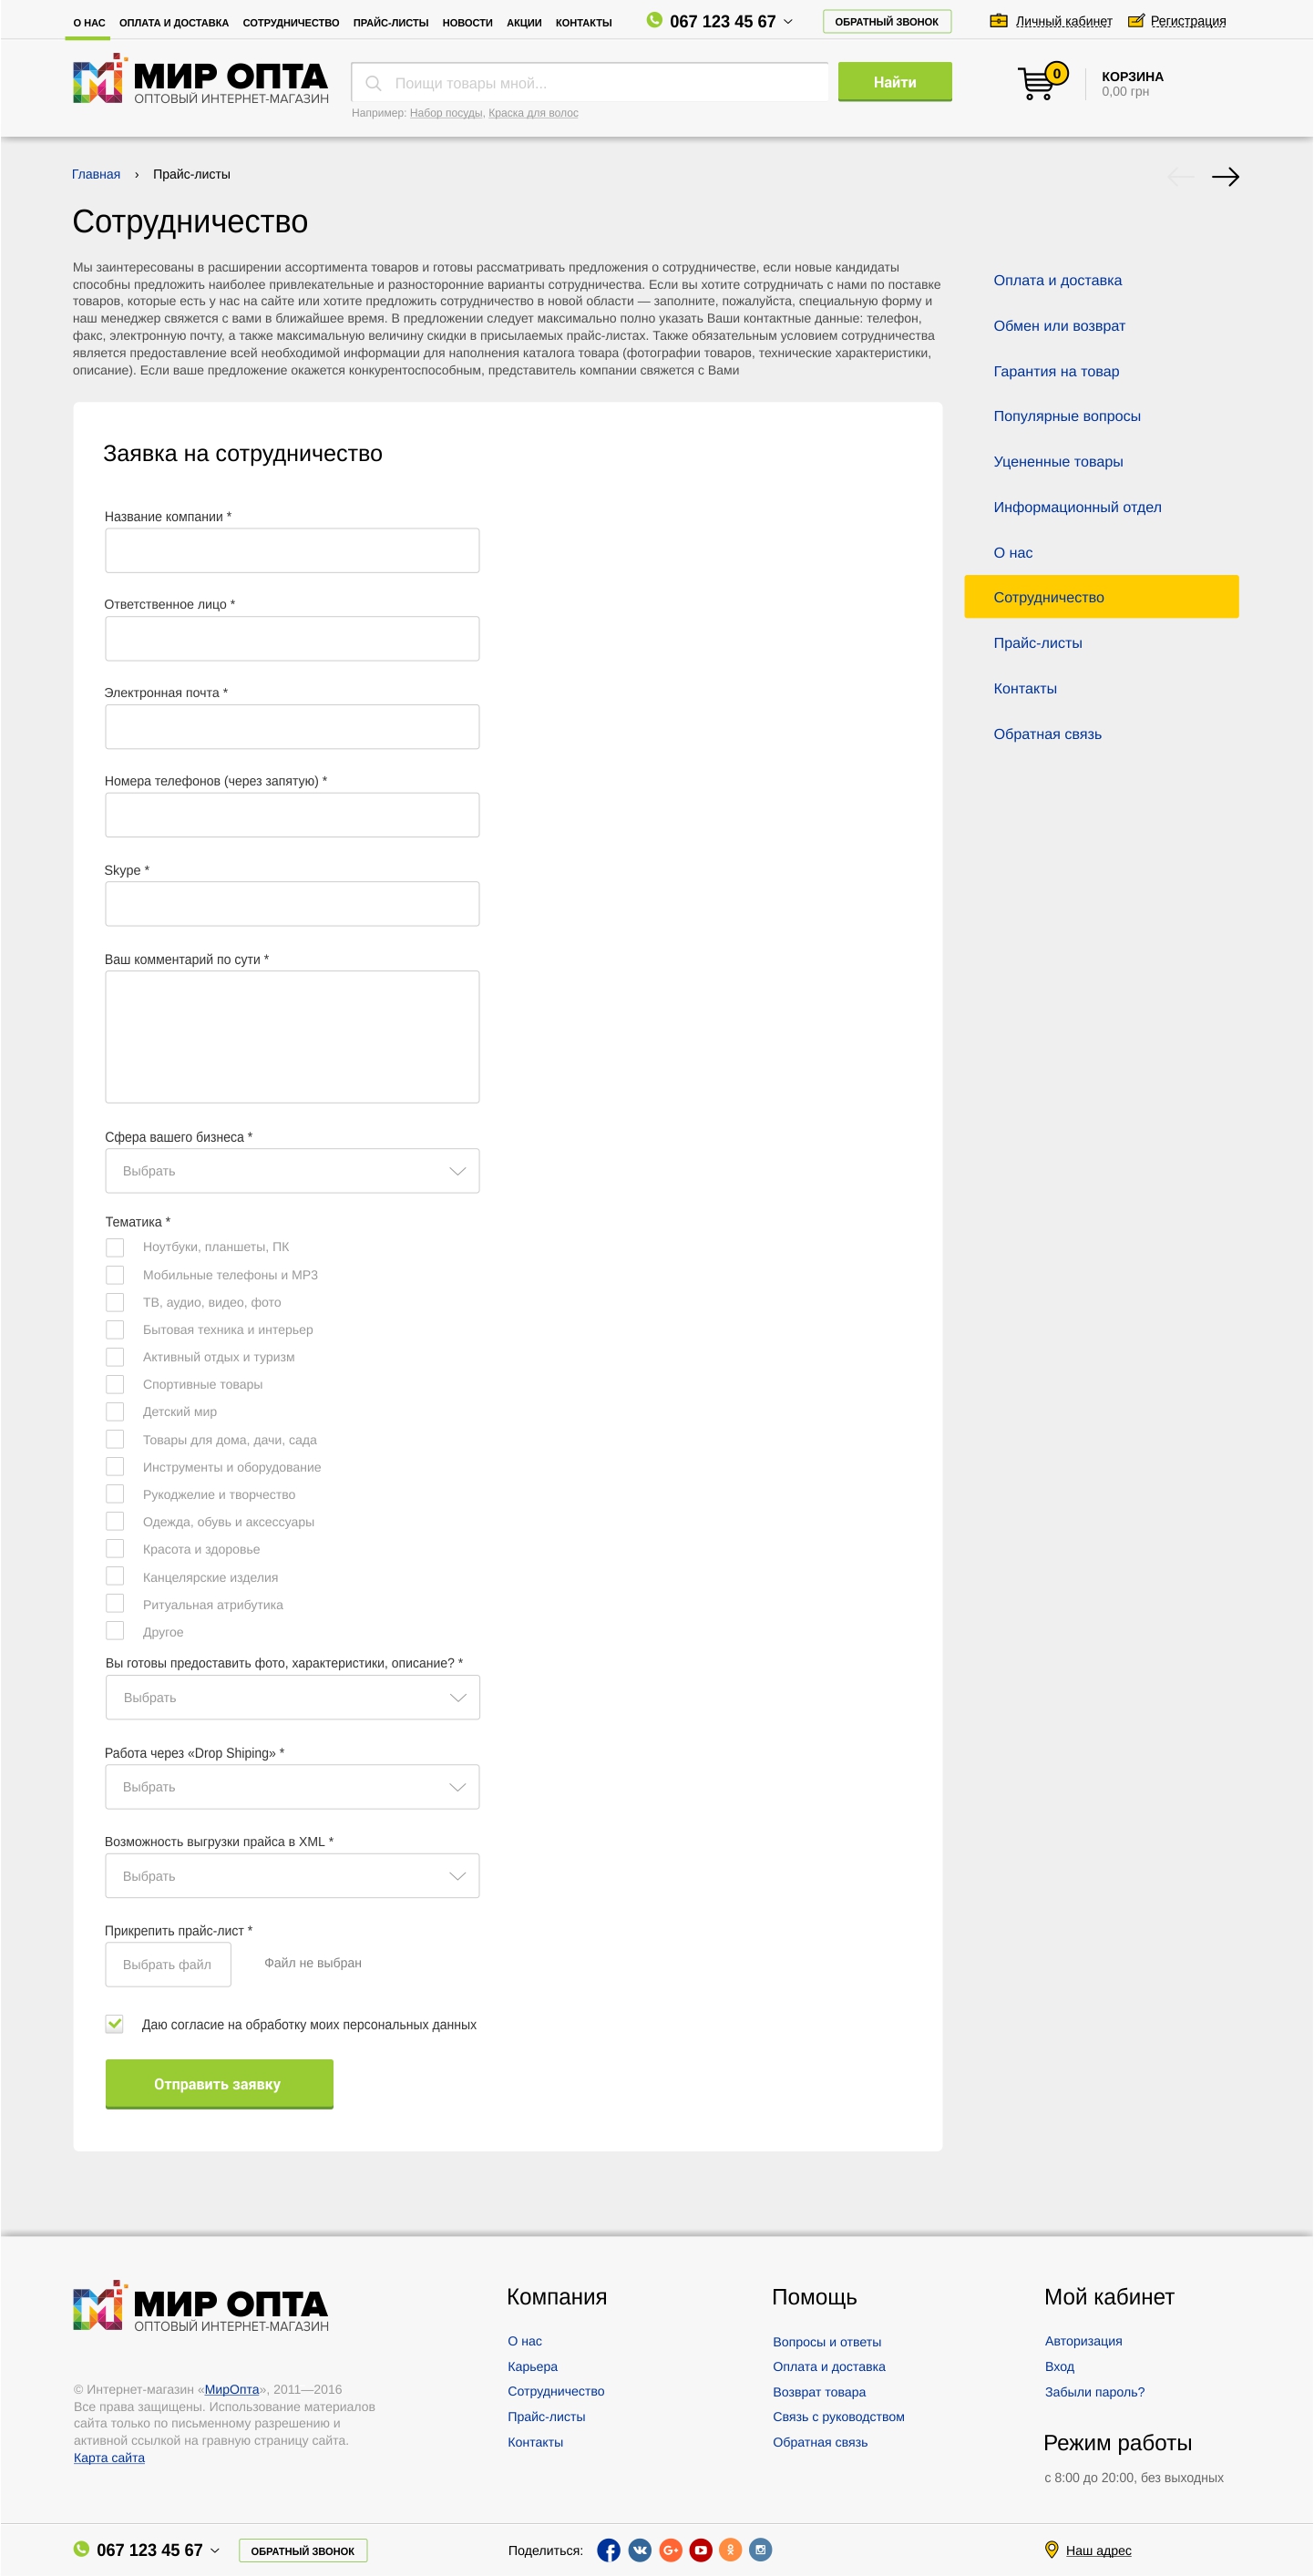 О НАС ОПЛАТА И ДОСТАВКА СОТРУДНИЧЕСТВО ПРАЙС-ЛИСТЫ НОВОСТИ АКЦИИ КОНТАКТЫ 067 123 45 67 ОБРАТНЫЙ ЗВОНОК Личный кабинет Регистрация
МИР ОПТА
ОПТОВЫЙ ИНТЕРНЕТ-МАГАЗИН
Поищи товары мной...
Найти
Например: Набор посуды, Краска для волос
0
КОРЗИНА
0,00 грн
Главная › Прайс-листы
Сотрудничество
Мы заинтересованы в расширении ассортимента товаров и готовы рассматривать предложения о сотрудничестве, если новые кандидаты
способны предложить наиболее привлекательные и разносторонние варианты сотрудничества. Если вы хотите сотрудничать с нами по поставке
товаров, которые есть у нас на сайте или хотите предложить сотрудничество в новой области — заполните, пожалуйста, специальную форму и
наш менеджер свяжется с вами в ближайшее время. В предложении следует максимально полно указать Ваши контактные данные: телефон,
факс, электронную почту, а также максимальную величину скидки в присылаемых прайс-листах. Также обязательным условием сотрудничества
является предоставление всей необходимой информации для наполнения каталога товара (фотографии товаров, технические характеристики,
описание). Если ваше предложение окажется конкурентоспособным, представитель компании свяжется с Вами
Оплата и доставка
Обмен или возврат
Гарантия на товар
Популярные вопросы
Уцененные товары
Информационный отдел
О нас
Сотрудничество
Прайс-листы
Контакты
Обратная связь
Заявка на сотрудничество
Название компании *
Ответственное лицо *
Электронная почта *
Номера телефонов (через запятую) *
Skype *
Ваш комментарий по сути *
Сфера вашего бизнеса *
Выбрать
Тематика *
Ноутбуки, планшеты, ПК
Мобильные телефоны и MP3
ТВ, аудио, видео, фото
Бытовая техника и интерьер
Активный отдых и туризм
Спортивные товары
Детский мир
Товары для дома, дачи, сада
Инструменты и оборудование
Рукоджелие и творчество
Одежда, обувь и аксессуары
Красота и здоровье
Канцелярские изделия
Ритуальная атрибутика
Другое
Вы готовы предоставить фото, характеристики, описание? *
Выбрать
Работа через «Drop Shiping» *
Выбрать
Возможность выгрузки прайса в XML *
Выбрать
Прикрепить прайс-лист *
Выбрать файл Файл не выбран
Даю согласие на обработку моих персональных данных
Отправить заявку
МИР ОПТА
ОПТОВЫЙ ИНТЕРНЕТ-МАГАЗИН
© Интернет-магазин «МирОпта», 2011—2016
Все права защищены. Использование материалов
сайта только по письменному разрешению и
активной ссылкой на гравную страницу сайта.
Карта сайта
Компания
О нас
Карьера
Сотрудничество
Прайс-листы
Контакты
Помощь
Вопросы и ответы
Оплата и доставка
Возврат товара
Связь с руководством
Обратная связь
Мой кабинет
Авторизация
Вход
Забыли пароль?
Режим работы
с 8:00 до 20:00, без выходных
067 123 45 67 ОБРАТНЫЙ ЗВОНОК Поделиться: Наш адрес